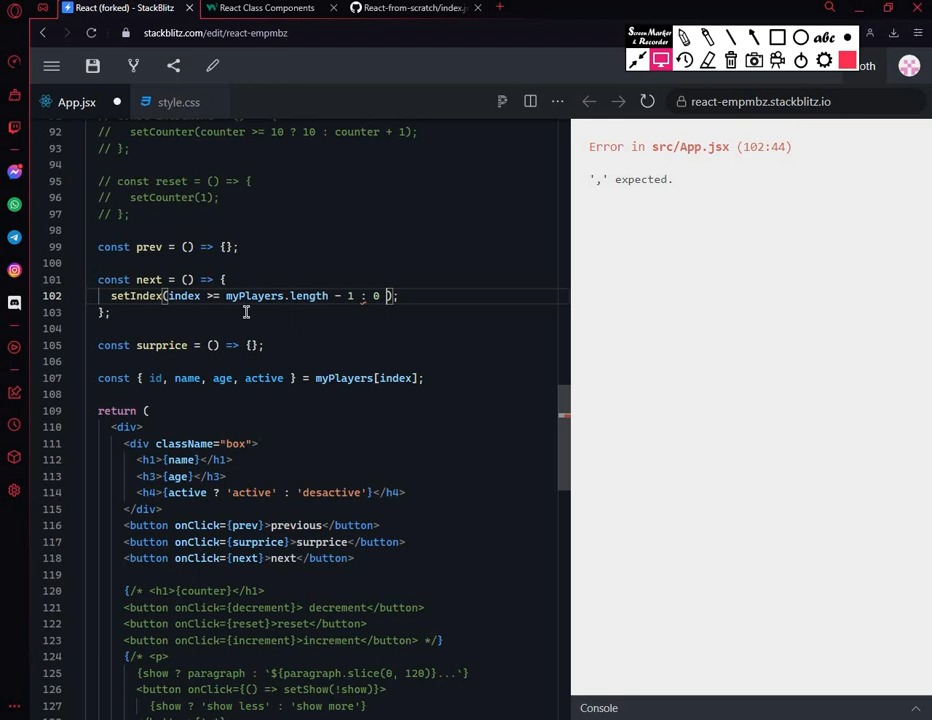 React (forked) - StackBlitz
React Class Components
React-from-scratch/index.j
stackblitz.com/edit/react-empmbz
Screen Marker
& Recorder
abc
oth
App.jsx
style.css
react-empmbz.stackblitz.io
92 //   setCounter(counter >= 10 ? 10 : counter + 1);
93 // };
94
95 // const reset = () => {
96 //   setCounter(1);
97 // };
98
99 const prev = () => {};
100
101 const next = () => {
102 setIndex(index >= myPlayers.length - 1 : 0 );
103 };
104
105 const surprice = () => {};
106
107 const { id, name, age, active } = myPlayers[index];
108
109 return (
110 <div>
111 <div className="box">
112 <h1>{name}</h1>
113 <h3>{age}</h3>
114 <h4>{active ? 'active' : 'desactive'}</h4>
115 </div>
116 <button onClick={prev}>previous</button>
117 <button onClick={surprice}>surprice</button>
118 <button onClick={next}>next</button>
119
120 {/* <h1>{counter}</h1>
121 <button onClick={decrement}> decrement</button>
122 <button onClick={reset}>reset</button>
123 <button onClick={increment}>increment</button> */}
124 {/* <p>
125 {show ? paragraph : `${paragraph.slice(0, 120)}...`}
126 <button onClick={() => setShow(!show)}>
127 {show ? 'show less' : 'show more'}
Error in src/App.jsx (102:44)
',' expected.
Console